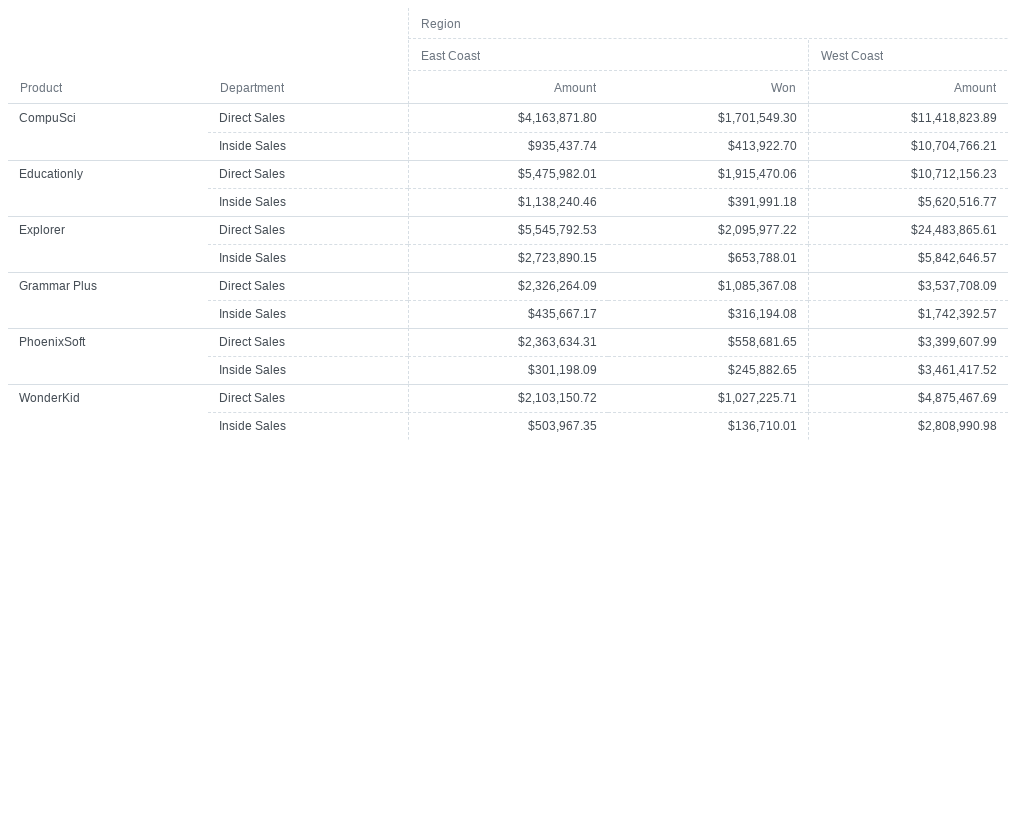 Region
East Coast West Coast
Product Department Amount Won Amount
CompuSci Direct Sales $4,163,871.80 $1,701,549.30 $11,418,823.89
Inside Sales $935,437.74 $413,922.70 $10,704,766.21
Educationly Direct Sales $5,475,982.01 $1,915,470.06 $10,712,156.23
Inside Sales $1,138,240.46 $391,991.18 $5,620,516.77
Explorer Direct Sales $5,545,792.53 $2,095,977.22 $24,483,865.61
Inside Sales $2,723,890.15 $653,788.01 $5,842,646.57
Grammar Plus Direct Sales $2,326,264.09 $1,085,367.08 $3,537,708.09
Inside Sales $435,667.17 $316,194.08 $1,742,392.57
PhoenixSoft Direct Sales $2,363,634.31 $558,681.65 $3,399,607.99
Inside Sales $301,198.09 $245,882.65 $3,461,417.52
WonderKid Direct Sales $2,103,150.72 $1,027,225.71 $4,875,467.69
Inside Sales $503,967.35 $136,710.01 $2,808,990.98